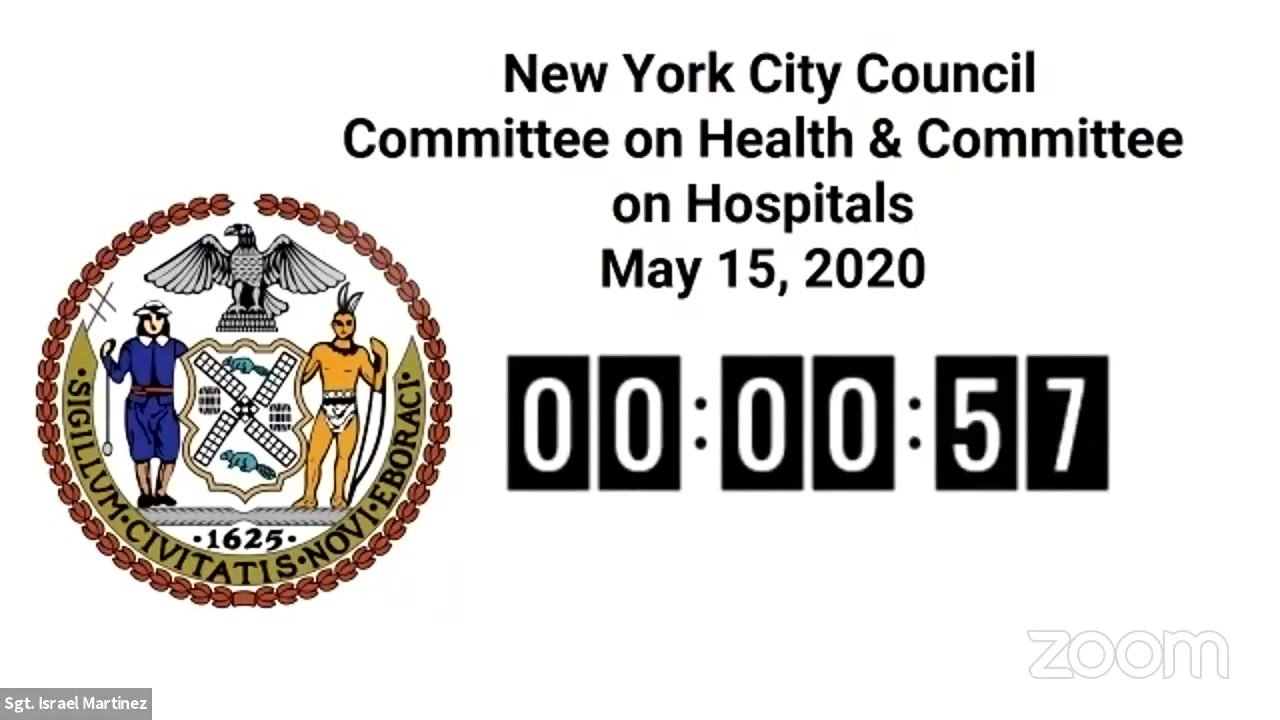 New York City Council
Committee on Health & Committee
on Hospitals
May 15, 2020
00:00:57
·SIGILLUM·CIVITATIS·NOVI·EBORACI·
·1625·
zoom
Sgt. Israel Martinez